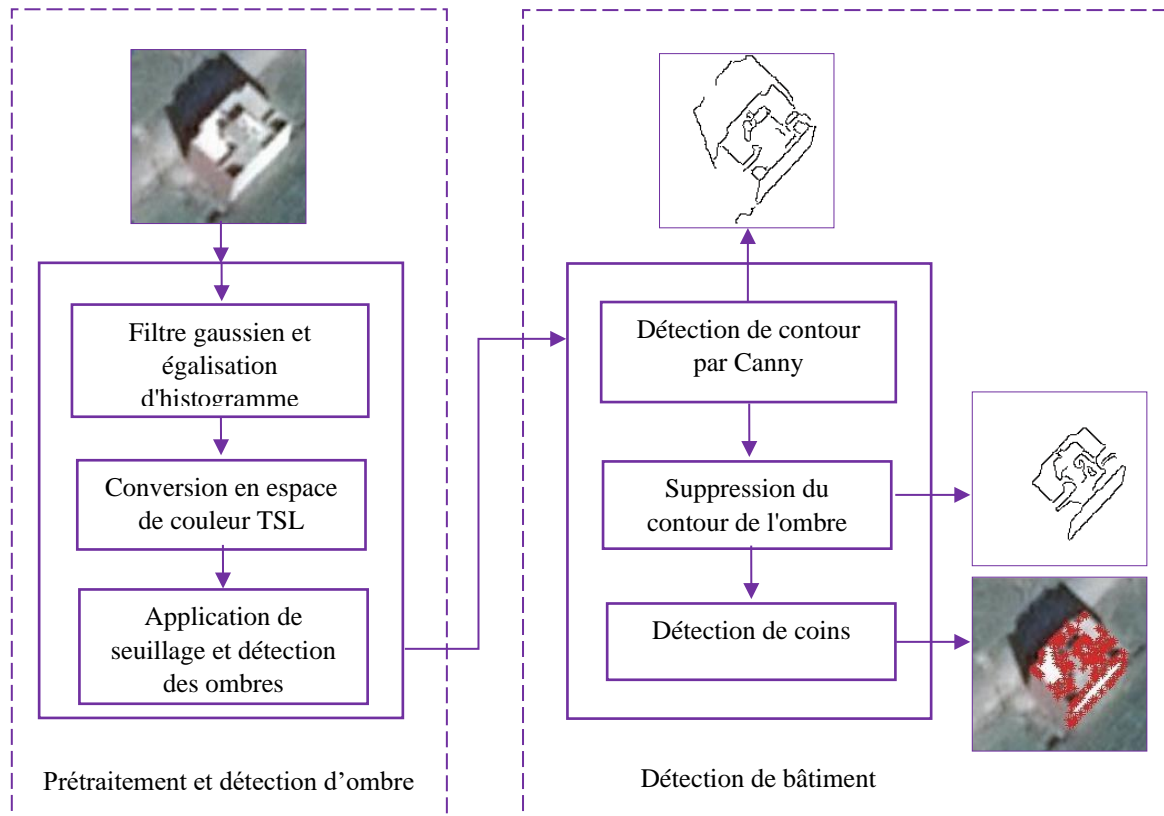 Filtre gaussien et
égalisation
d'histogramme
Conversion en espace
de couleur TSL
Application de
seuillage et détection
des ombres
Prétraitement et détection d’ombre
Détection de contour
par Canny
Suppression du
contour de l'ombre
Détection de coins
Détection de bâtiment